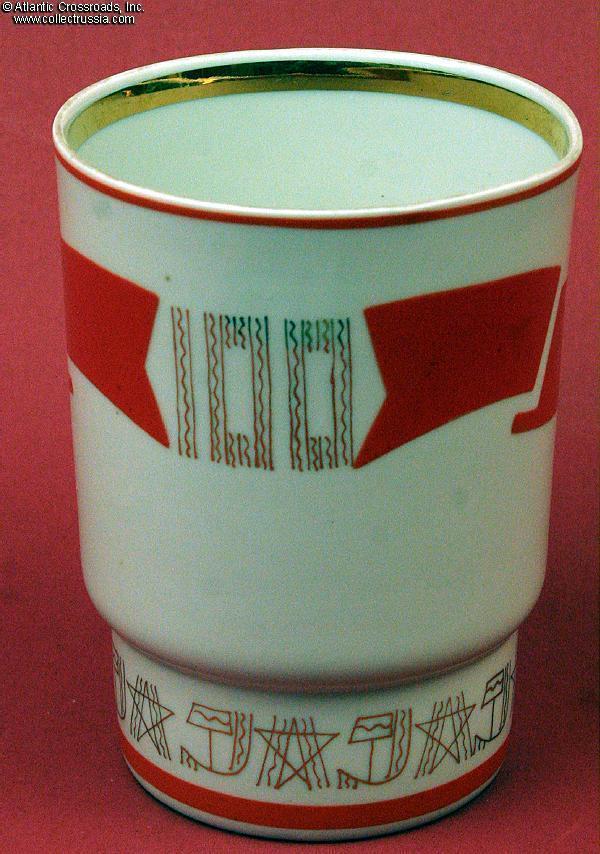 © Atlantic Crossroads, Inc.
www.collectrussia.com
100